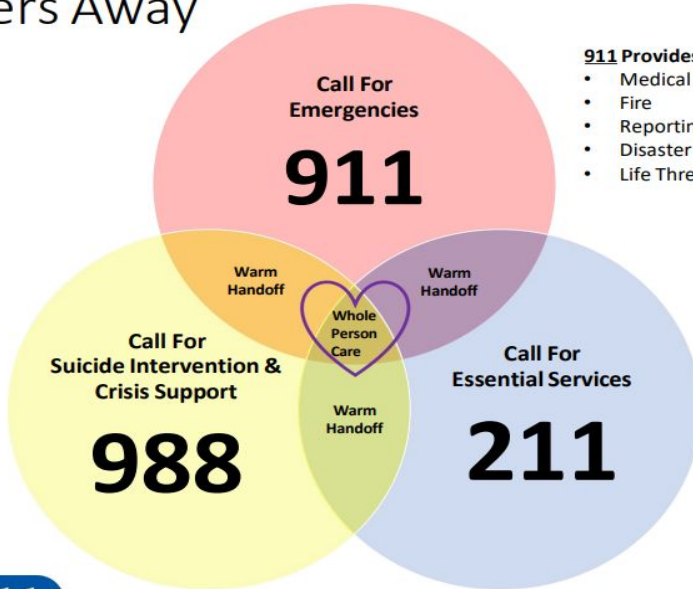 ers Away
911 Provides
• Medical
• Fire
• Reportin
• Disaster
• Life Thre
Call For
Emergencies
911
Warm
Handoff
Warm
Handoff
Whole
Person
Care
Call For
Suicide Intervention &
Crisis Support
988
Call For
Essential Services
211
Warm
Handoff